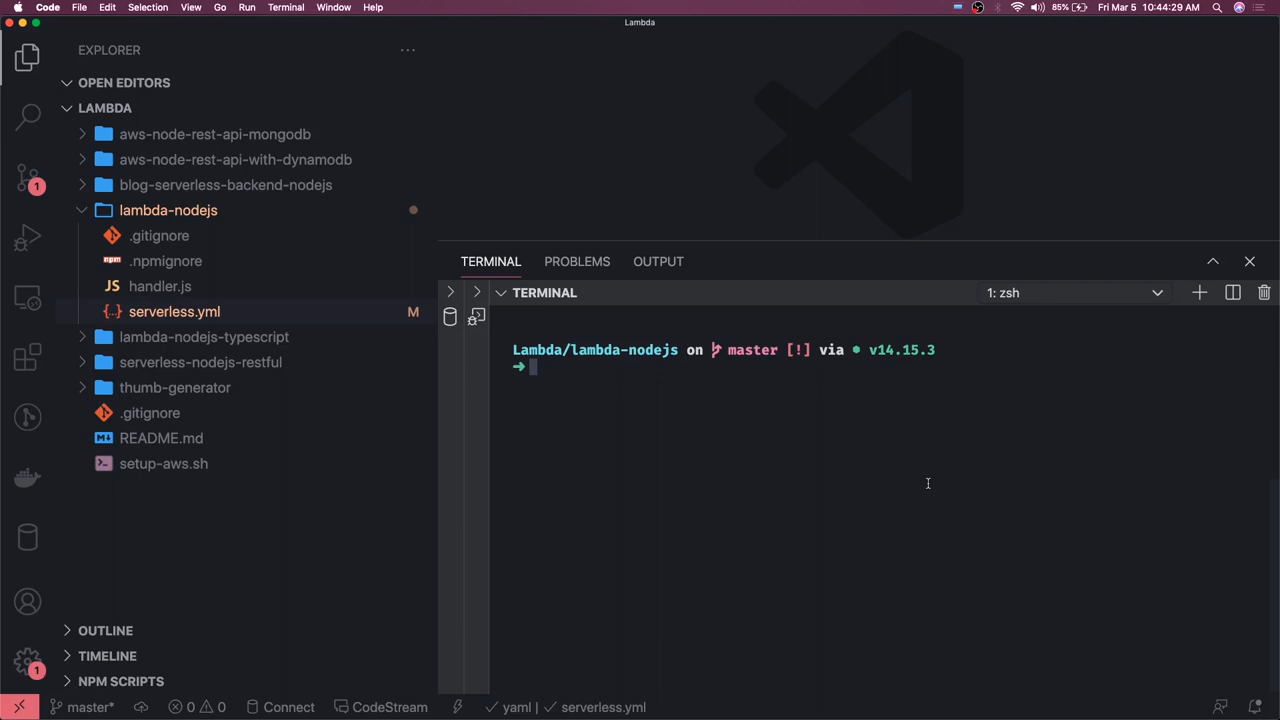 Code File Edit Selection View Go Run Terminal Window Help 85% Fri Mar 5 10:44:29 AM
Lambda
EXPLORER
OPEN EDITORS
LAMBDA
aws-node-rest-api-mongodb
aws-node-rest-api-with-dynamodb
blog-serverless-backend-nodejs
1
lambda-nodejs
.gitignore
.npmignore
JS handler.js
{..} serverless.yml M
lambda-nodejs-typescript
serverless-nodejs-restful
thumb-generator
.gitignore
README.md
setup-aws.sh
OUTLINE
TIMELINE
1
NPM SCRIPTS
TERMINAL PROBLEMS OUTPUT
TERMINAL 1: zsh
Lambda/lambda-nodejs on master [!] via v14.15.3
➜
master* 0 0 Connect CodeStream yaml | serverless.yml